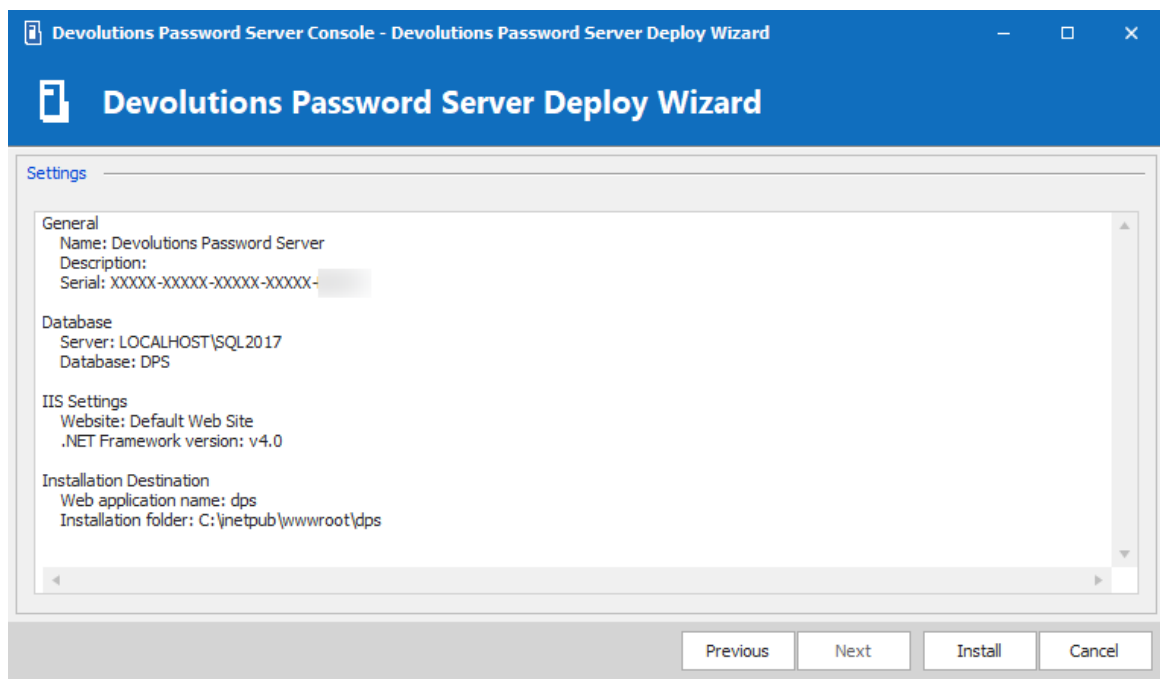 Devolutions Password Server Console - Devolutions Password Server Deploy Wizard
Devolutions Password Server Deploy Wizard
Settings
General
Name: Devolutions Password Server
Description:
Serial: XXXXX-XXXXX-XXXXX-XXXXX-
Database
Server: LOCALHOST\SQL2017
Database: DPS
IIS Settings
Website: Default Web Site
.NET Framework version: v4.0
Installation Destination
Web application name: dps
Installation folder: C:\inetpub\wwwroot\dps
Previous Next Install Cancel